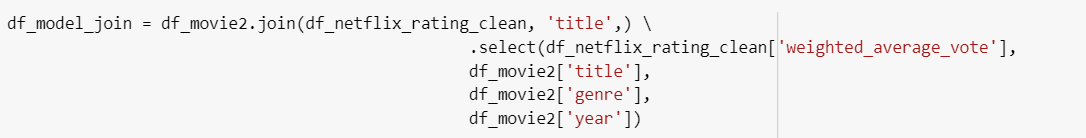 df_model_join = df_movie2.join(df_netflix_rating_clean, 'title',) \
.select(df_netflix_rating_clean['weighted_average_vote'],
df_movie2['title'],
df_movie2['genre'],
df_movie2['year'])